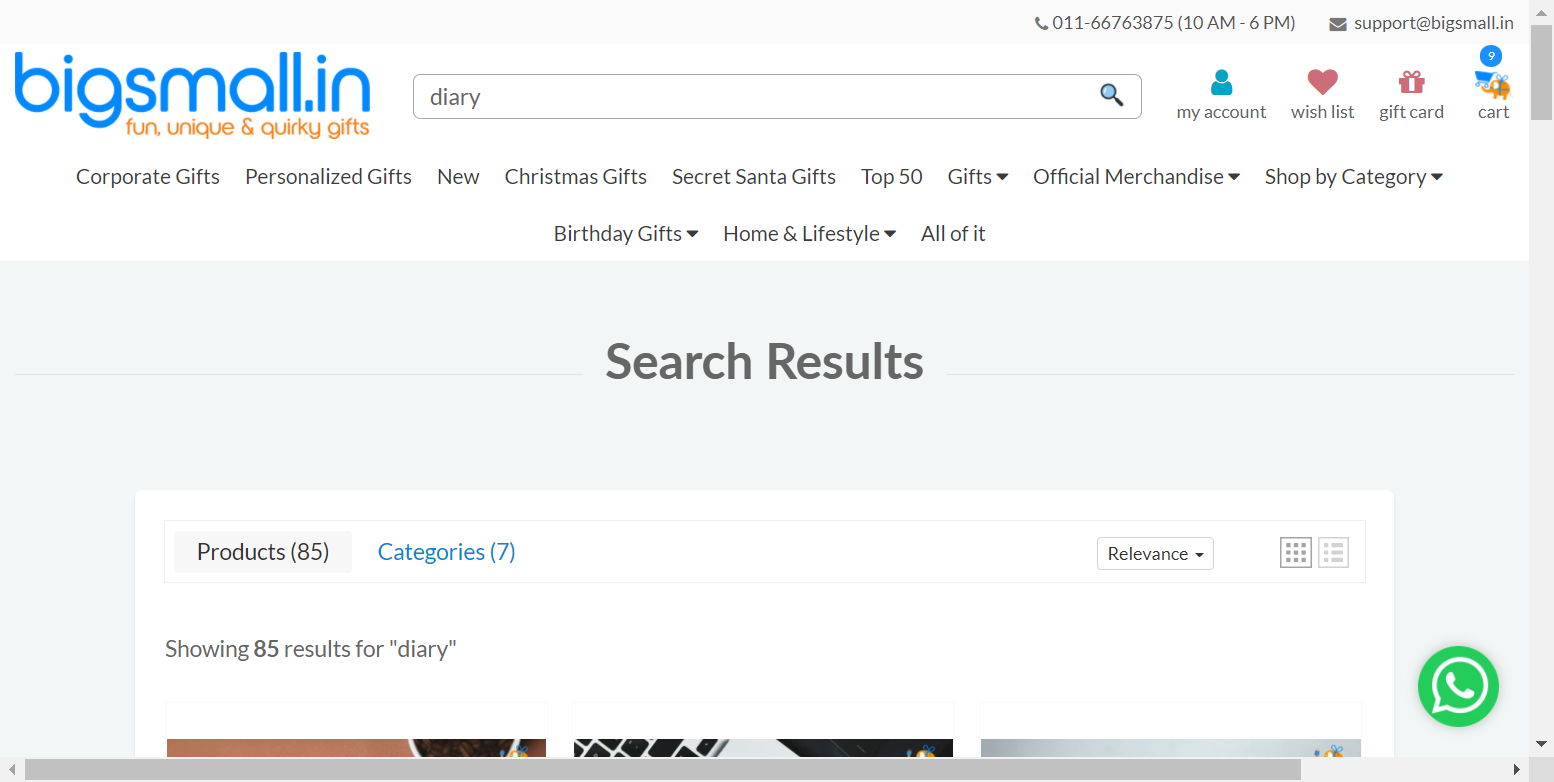 011-66763875 (10 AM - 6 PM) support@bigsmall.in
bigsmall.in
fun, unique & quirky gifts
diary
9
my account wish list gift card cart
Corporate Gifts Personalized Gifts New Christmas Gifts Secret Santa Gifts Top 50 Gifts Official Merchandise Shop by Category
Birthday Gifts Home & Lifestyle All of it
Search Results
Products (85) Categories (7) Relevance
Showing 85 results for "diary"